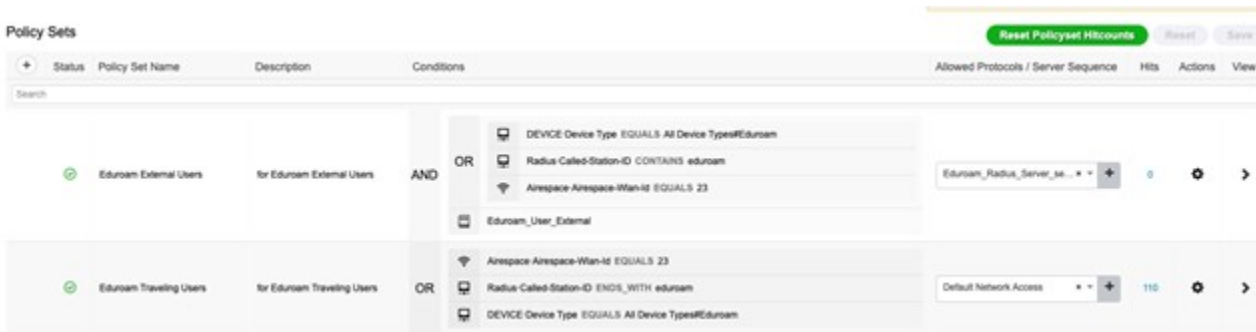 Policy Sets
Reset Policyset Hitcounts Reset Save
+ Status Policy Set Name Description Conditions Allowed Protocols / Server Sequence Hits Actions View
Search
DEVICE·Device Type EQUALS All Device Types#Eduroam
OR Radius·Called-Station-ID CONTAINS eduroam
Eduroam External Users for Eduroam External Users AND Airespace·Airespace-Wlan-Id EQUALS 23 Eduroam_Radius_Server_se... 0
Eduroam_User_External
Airespace·Airespace-Wlan-Id EQUALS 23
Eduroam Traveling Users for Eduroam Traveling Users OR Radius·Called-Station-ID ENDS_WITH eduroam Default Network Access 110
DEVICE·Device Type EQUALS All Device Types#Eduroam